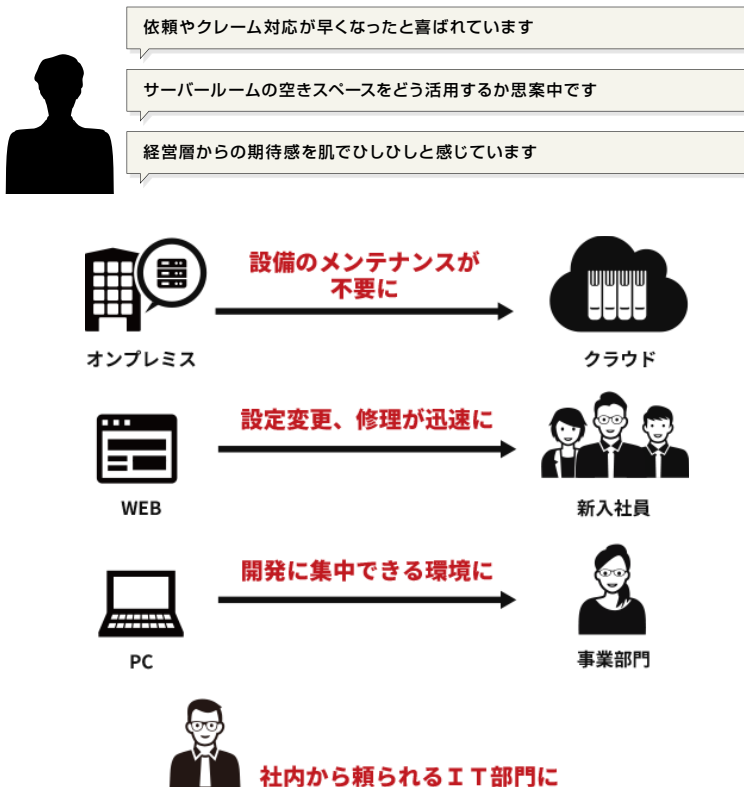 依頼やクレーム対応が早くなったと喜ばれています
サーバールームの空きスペースをどう活用するか思案中です
経営層からの期待感を肌でひしひしと感じています
設備のメンテナンスが
不要に
オンプレミス
クラウド
設定変更、修理が迅速に
WEB
新入社員
開発に集中できる環境に
PC
事業部門
社内から頼られるＩＴ部門に